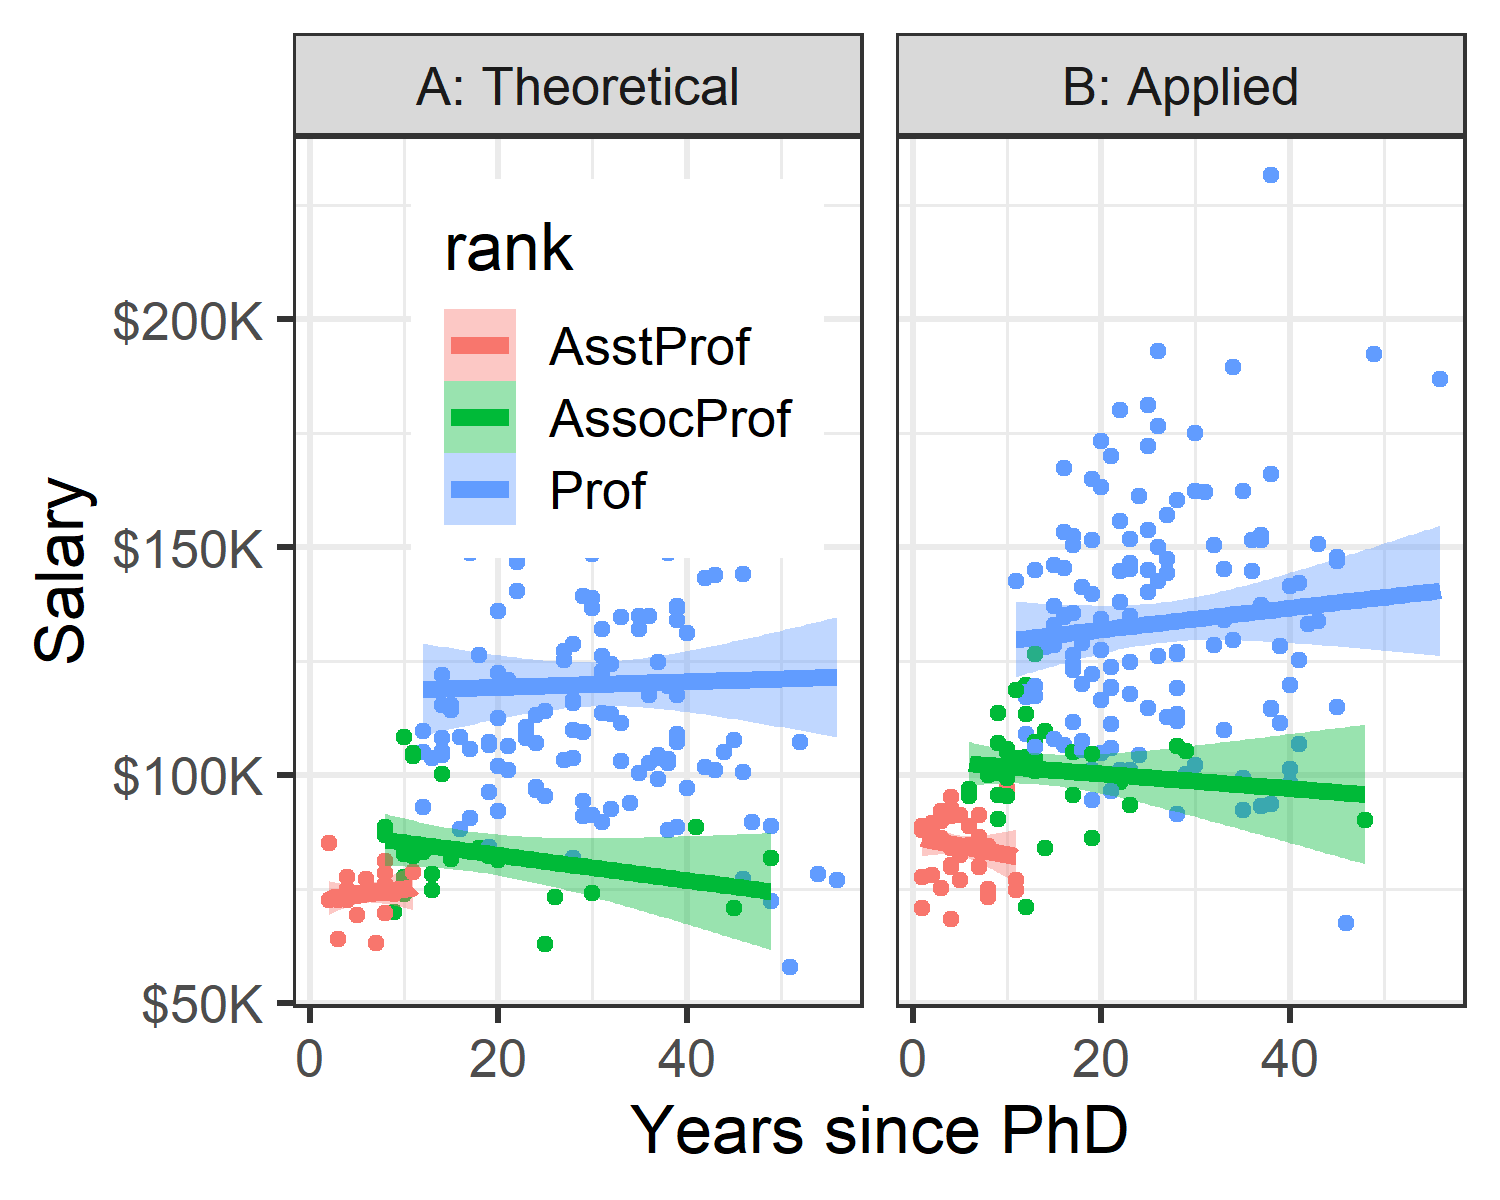 A: Theoretical
B: Applied
rank
AsstProf
AssocProf
Prof
Salary
$200K
$150K
$100K
$50K
0 20 40
0 20 40
Years since PhD